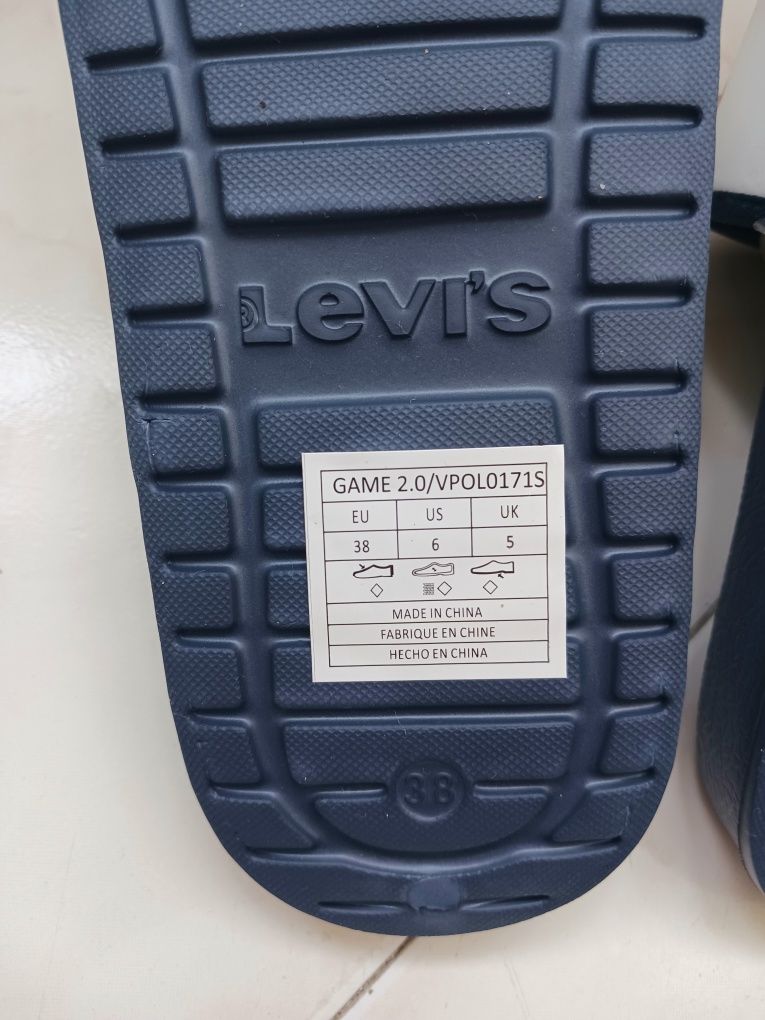 ®Levi's
GAME 2.0/VPOL0171S
EU US UK
38 6 5
MADE IN CHINA
FABRIQUE EN CHINE
HECHO EN CHINA
38